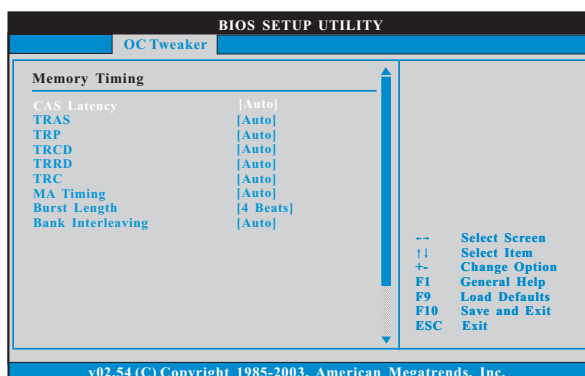 BIOS SETUP UTILITY
OC Tweaker
Memory Timing
CAS Latency [Auto]
TRAS [Auto]
TRP [Auto]
TRCD [Auto]
TRRD [Auto]
TRC [Auto]
MA Timing [Auto]
Burst Length [4 Beats]
Bank Interleaving [Auto]
←→ Select Screen
↑↓ Select Item
+- Change Option
F1 General Help
F9 Load Defaults
F10 Save and Exit
ESC Exit
v02.54 (C) Copyright 1985-2003, American Megatrends, Inc.